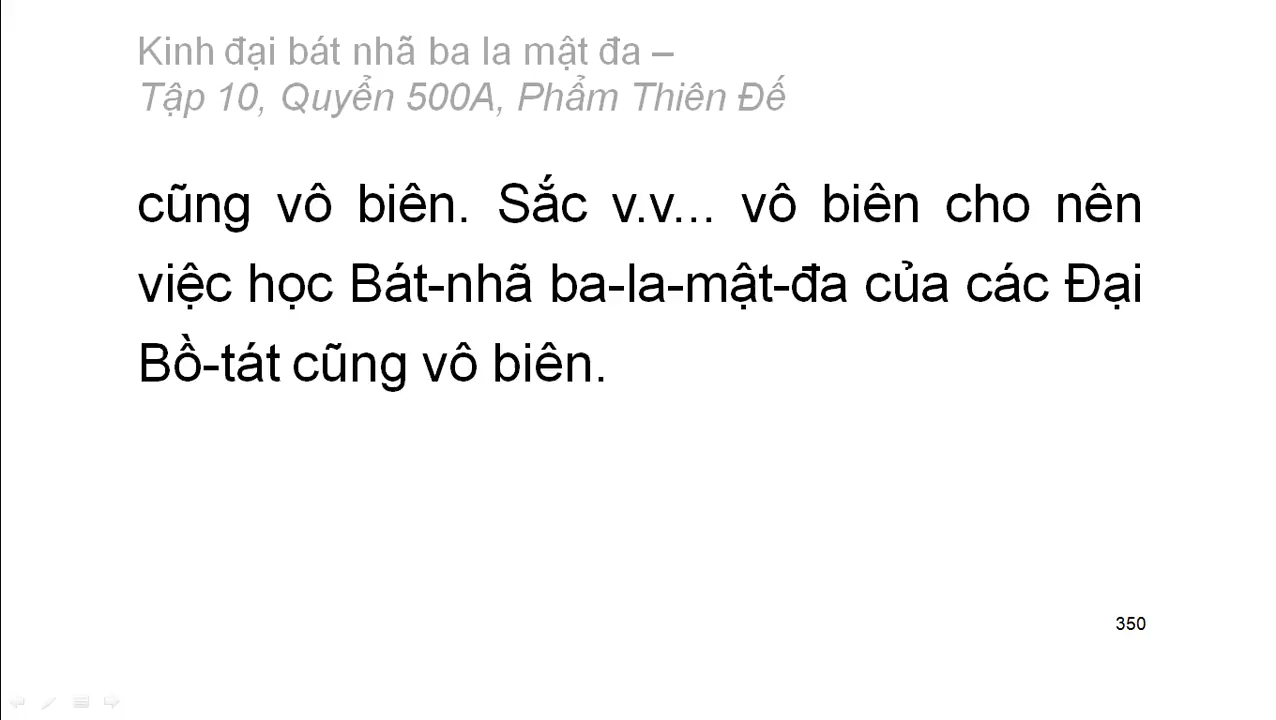 Kinh đại bát nhã ba la mật đa –
Tập 10, Quyển 500A, Phẩm Thiên Đế
cũng vô biên. Sắc v.v... vô biên cho nên
việc học Bát-nhã ba-la-mật-đa của các Đại
Bồ-tát cũng vô biên.
350